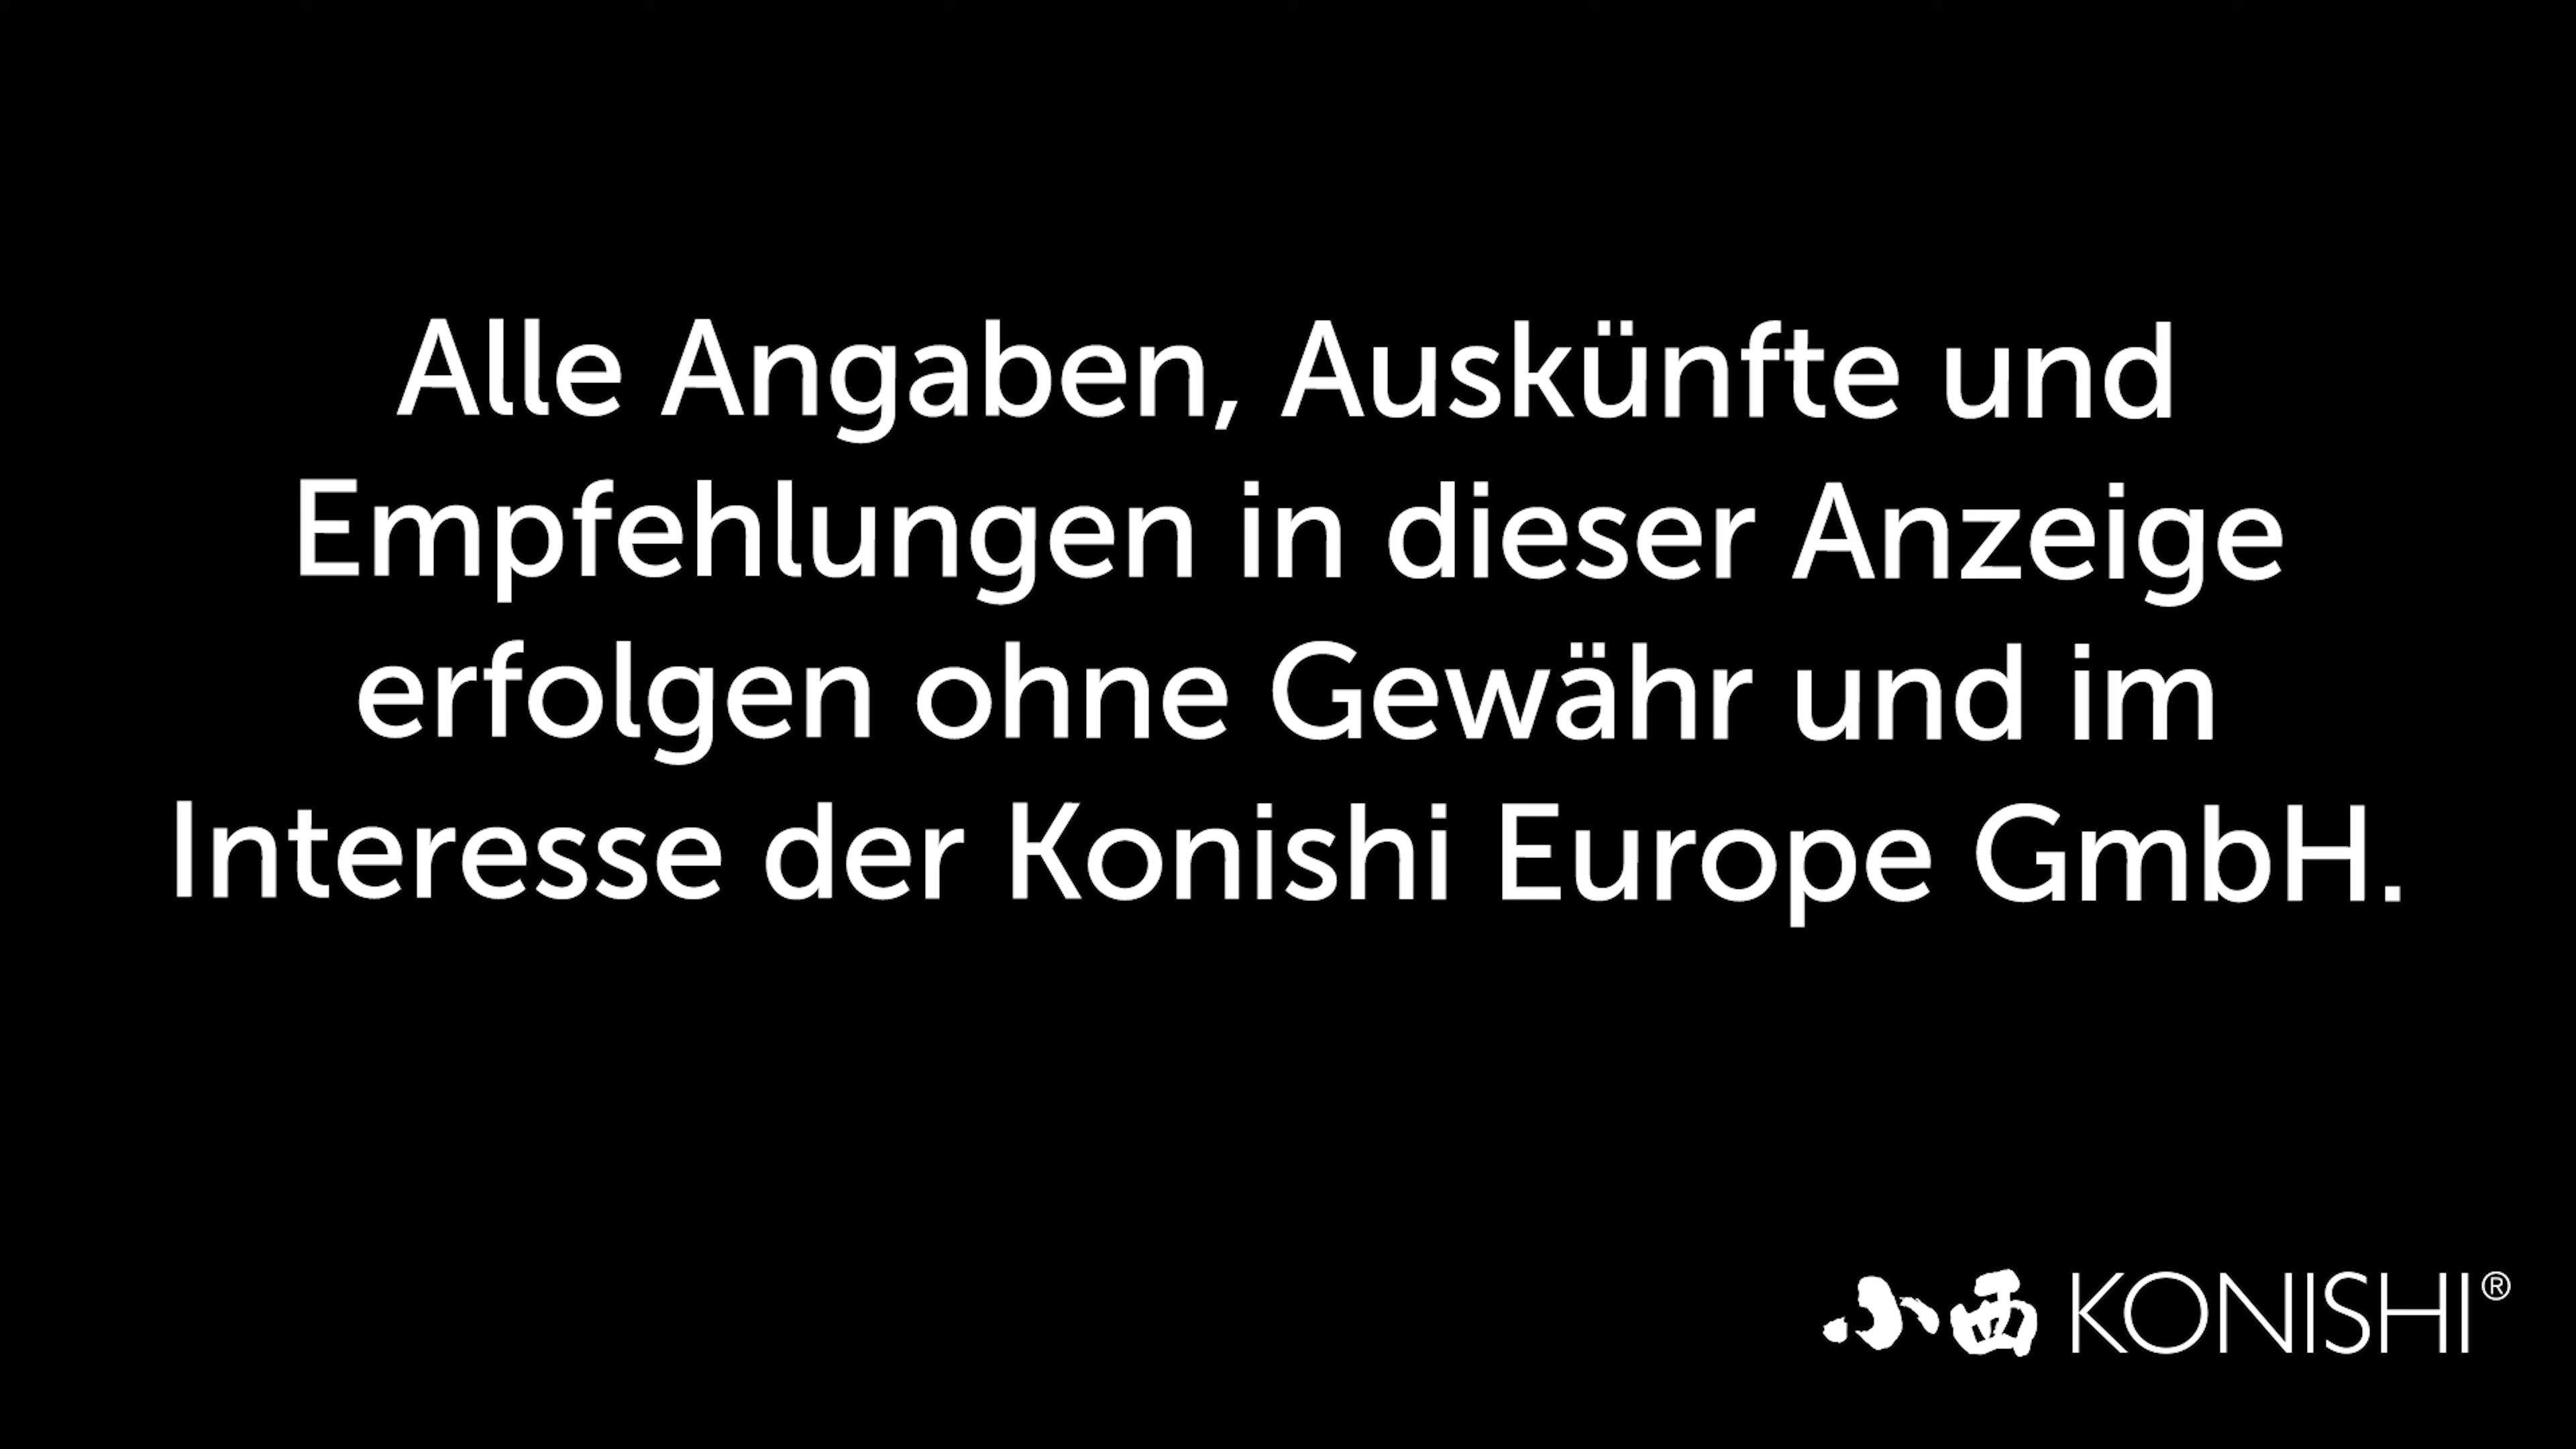 Alle Angaben, Auskünfte und
Empfehlungen in dieser Anzeige
erfolgen ohne Gewähr und im
Interesse der Konishi Europe GmbH.
小西 KONISHI®